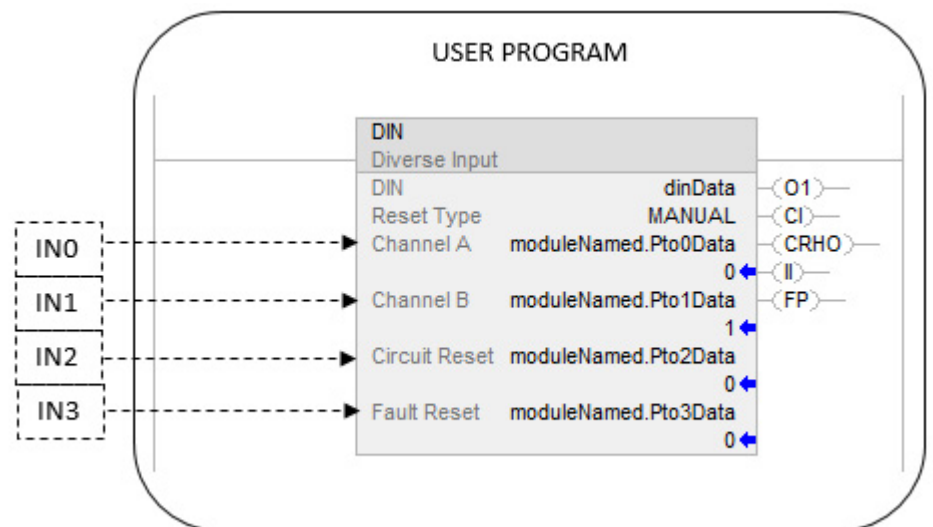 USER PROGRAM
DIN
Diverse Input
DIN dinData O1
Reset Type MANUAL CI
IN0 Channel A moduleNamed.Pto0Data CRHO
0 II
IN1 Channel B moduleNamed.Pto1Data FP
1
IN2 Circuit Reset moduleNamed.Pto2Data
0
IN3 Fault Reset moduleNamed.Pto3Data
0